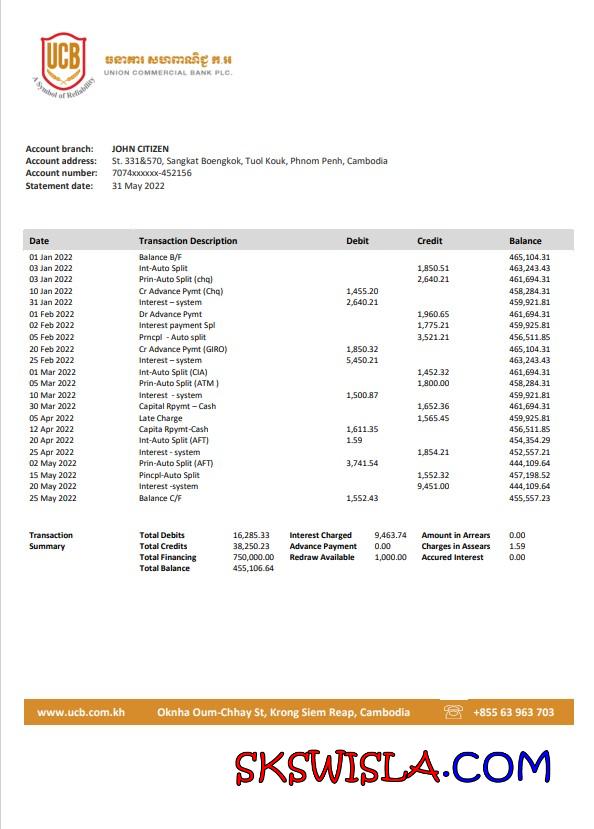 UCB
A Symbol of Reliability
ធនាគារ សហពាណិជ្ជ ភ.អ
UNION COMMERCIAL BANK PLC.
Account branch: JOHN CITIZEN
Account address: St. 331&570, Sangkat Boengkok, Tuol Kouk, Phnom Penh, Cambodia
Account number: 7074xxxxxx-452156
Statement date: 31 May 2022
Date Transaction Description Debit Credit Balance
01 Jan 2022 Balance B/F 465,104.31
03 Jan 2022 Int-Auto Split 1,850.51 463,243.43
03 Jan 2022 Prin-Auto Split (chq) 2,640.21 461,694.31
10 Jan 2022 Cr Advance Pymt (Chq) 1,455.20 458,284.31
31 Jan 2022 Interest – system 2,640.21 459,921.81
01 Feb 2022 Dr Advance Pymt 1,960.65 461,694.31
02 Feb 2022 Interest payment Spl 1,775.21 459,925.31
05 Feb 2022 Prncpl - Auto split 3,521.21 456,511.85
20 Feb 2022 Cr Advance Pymt (GIRO) 1,850.32 465,104.31
25 Feb 2022 Interest – system 5,450.21 463,243.43
01 Mar 2022 Int-Auto Split (CIA) 1,452.32 461,694.31
05 Mar 2022 Prin-Auto Split (ATM ) 1,800.00 458,284.31
10 Mar 2022 Interest - system 1,500.87 459,921.81
30 Mar 2022 Capital Rpymt – Cash 1,652.36 461,694.31
05 Apr 2022 Late Charge 1,565.45 459,925.81
12 Apr 2022 Capita Rpymt-Cash 1,611.35 456,511.85
20 Apr 2022 Int-Auto Split (AFT) 1.59 454,354.29
25 Apr 2022 Interest - system 1,854.21 452,557.21
02 May 2022 Prin-Auto Split (AFT) 3,741.54 444,109.64
15 May 2022 Pincpl-Auto Split 1,552.32 457,198.52
20 May 2022 Interest -system 9,451.00 444,109.64
25 May 2022 Balance C/F 1,552.43 455,557.23
Transaction Total Debits 16,285.33 Interest Charged 9,463.74 Amount in Arrears 0.00
Summary Total Credits 38,250.23 Advance Payment 0.00 Charges in Assears 1.59
Total Financing 750,000.00 Redraw Available 1,000.00 Accured Interest 0.00
Total Balance 455,106.64
www.ucb.com.kh Oknha Oum-Chhay St, Krong Siem Reap, Cambodia +855 63 963 703
SKSWISLA.COM